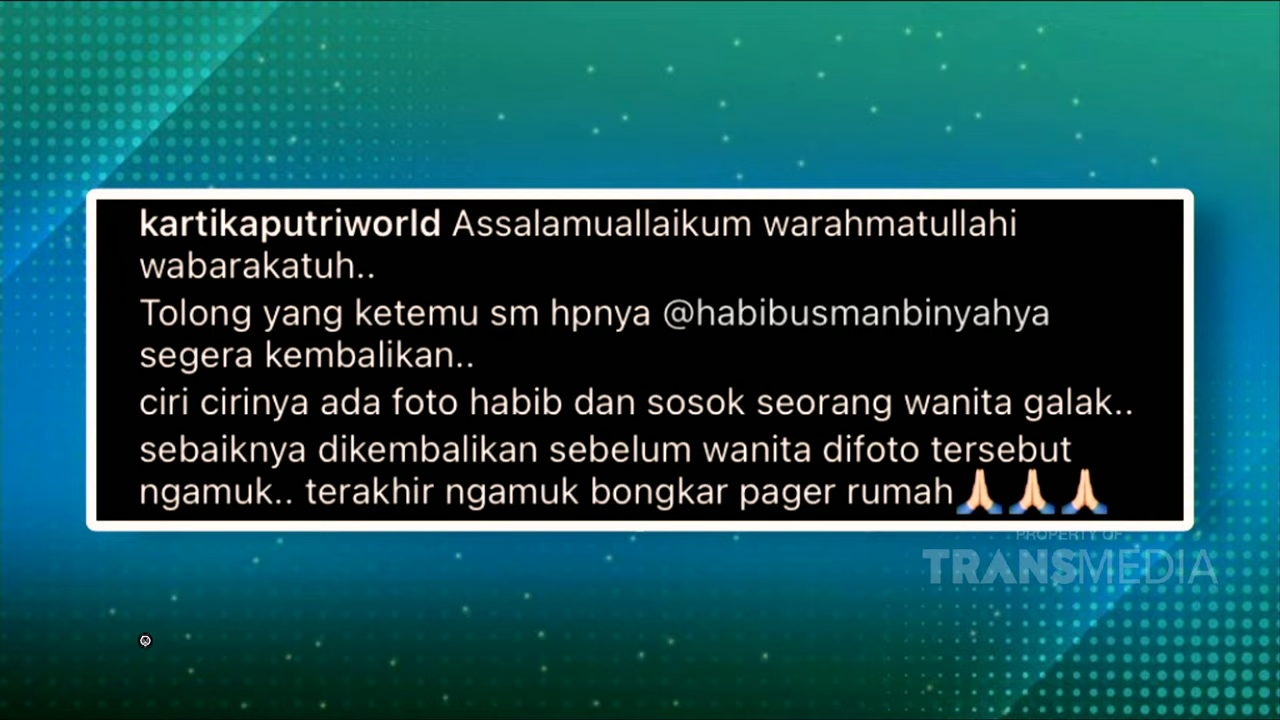 kartikaputriworld Assalamuallaikum warahmatullahi
wabarakatuh..
Tolong yang ketemu sm hpnya @habibusmanbinyahya
segera kembalikan..
ciri cirinya ada foto habib dan sosok seorang wanita galak..
sebaiknya dikembalikan sebelum wanita difoto tersebut
ngamuk.. terakhir ngamuk bongkar pager rumah🙏🏻🙏🏻🙏🏻
PROPERTY OF
TRANSMEDIA